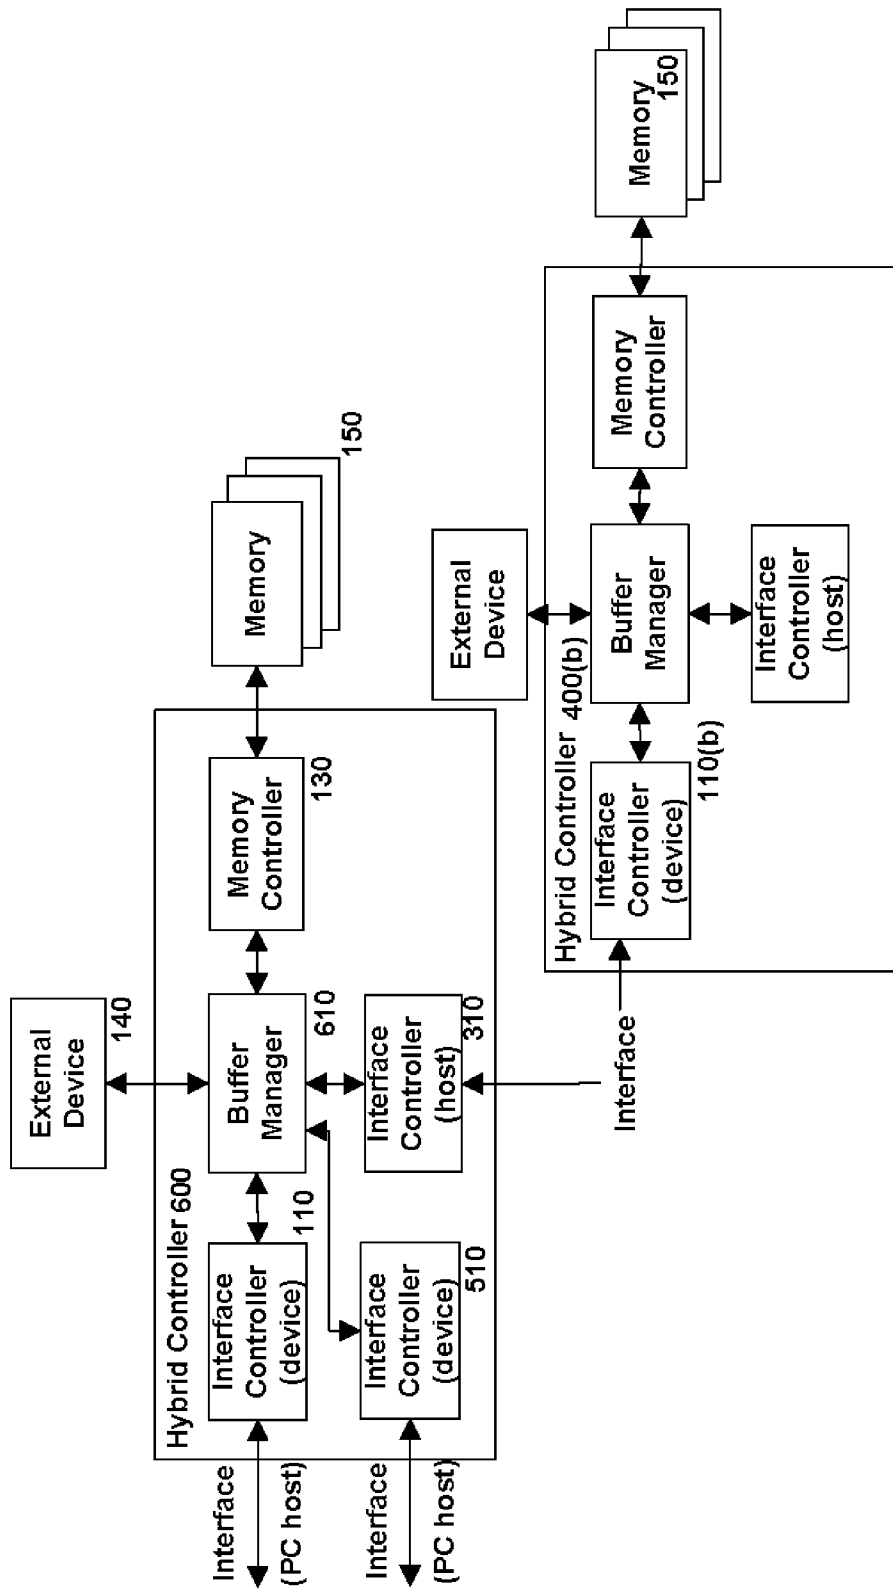 External
Device
140
Hybrid Controller 600
Interface
(PC host)
Interface
Controller
(device)
110
Buffer
Manager
610
Memory
Controller
130
Memory
150
Interface
(PC host)
Interface
Controller
(device)
510
Interface
Controller
(host)
310
Interface
External
Device
Hybrid Controller 400(b)
Interface
Controller
(device)
110(b)
Buffer
Manager
Memory
Controller
Memory
150
Interface
Controller
(host)